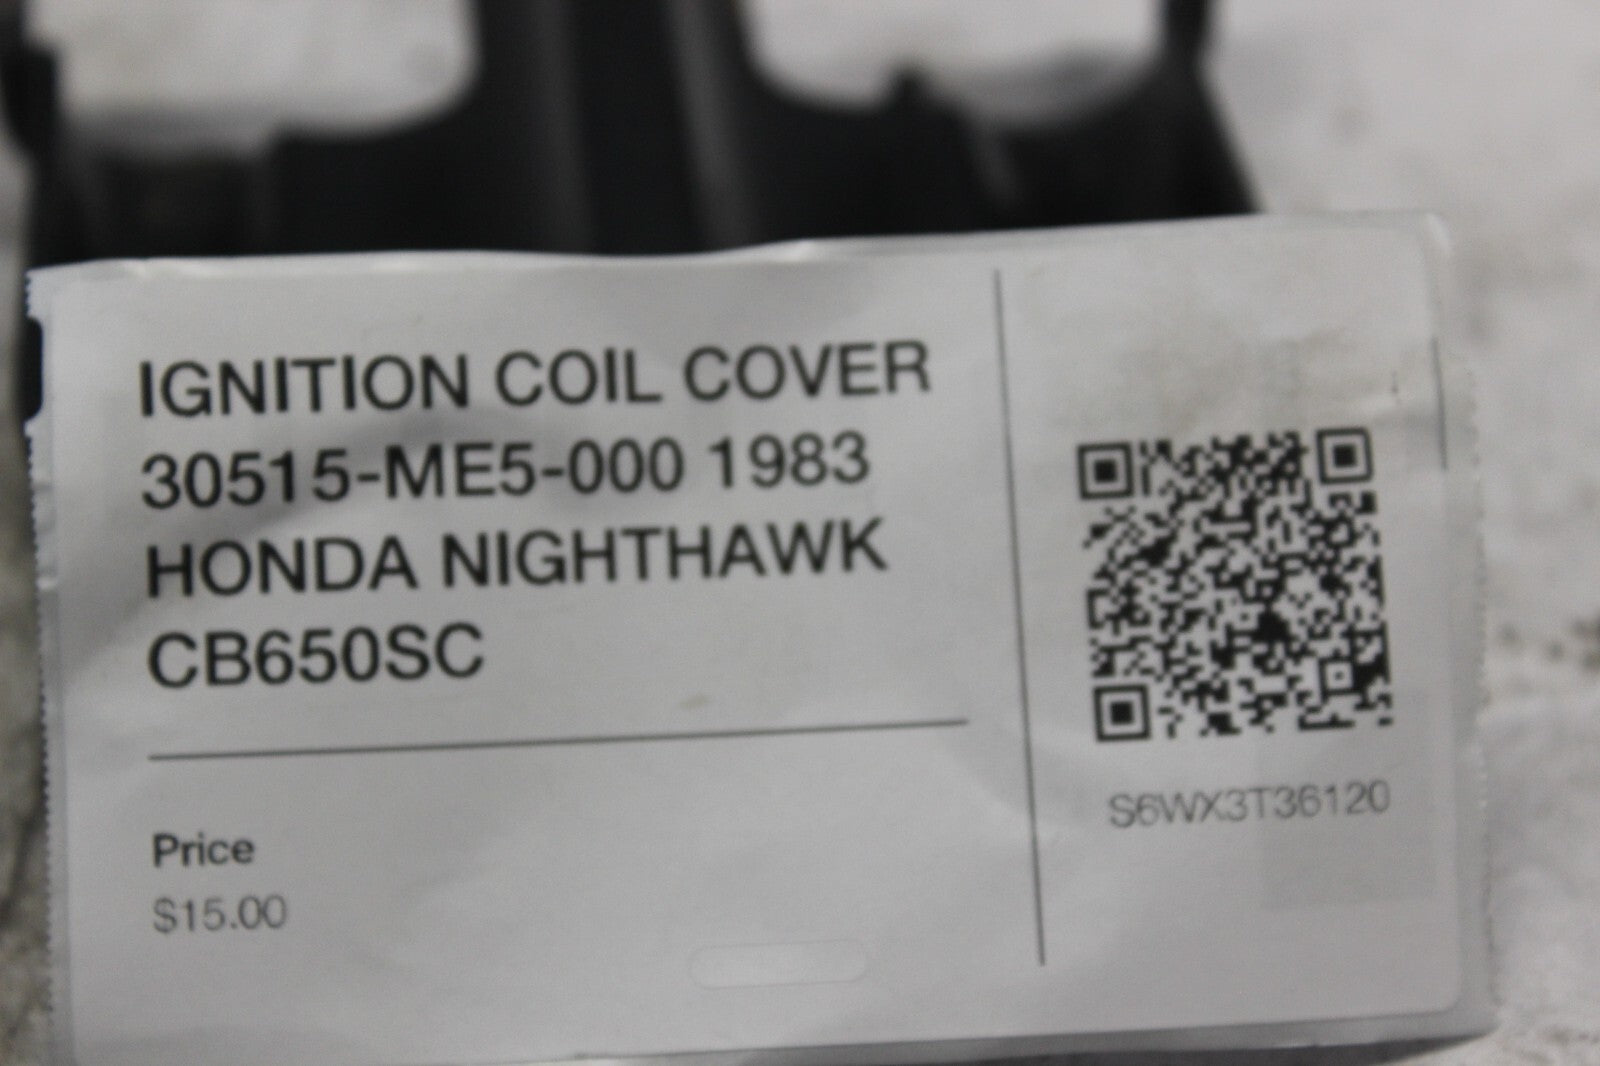 IGNITION COIL COVER
30515-ME5-000 1983
HONDA NIGHTHAWK
CB650SC
Price
$15.00
S6WX3T36120